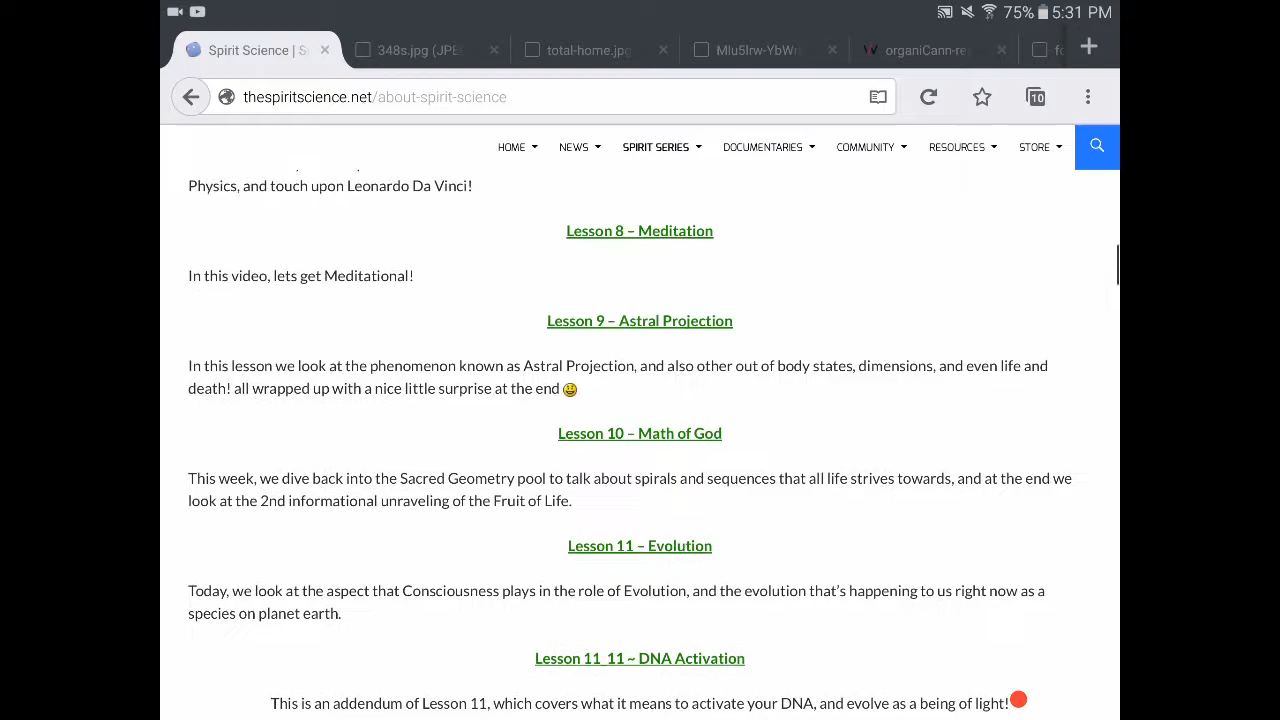 75% 5:31 PM
Spirit Science | S
348s.jpg (JPE
total-home.jpg
organiCann-re
thespiritscience.net/about-spirit-science
10
HOME NEWS SPIRIT SERIES DOCUMENTARIES COMMUNITY RESOURCES STORE
Physics, and touch upon Leonardo Da Vinci!
Lesson 8 – Meditation
In this video, lets get Meditational!
Lesson 9 – Astral Projection
In this lesson we look at the phenomenon known as Astral Projection, and also other out of body states, dimensions, and even life and
death! all wrapped up with a nice little surprise at the end
Lesson 10 – Math of God
This week, we dive back into the Sacred Geometry pool to talk about spirals and sequences that all life strives towards, and at the end we
look at the 2nd informational unraveling of the Fruit of Life.
Lesson 11 – Evolution
Today, we look at the aspect that Consciousness plays in the role of Evolution, and the evolution that’s happening to us right now as a
species on planet earth.
Lesson 11_11 ~ DNA Activation
This is an addendum of Lesson 11, which covers what it means to activate your DNA, and evolve as a being of light!